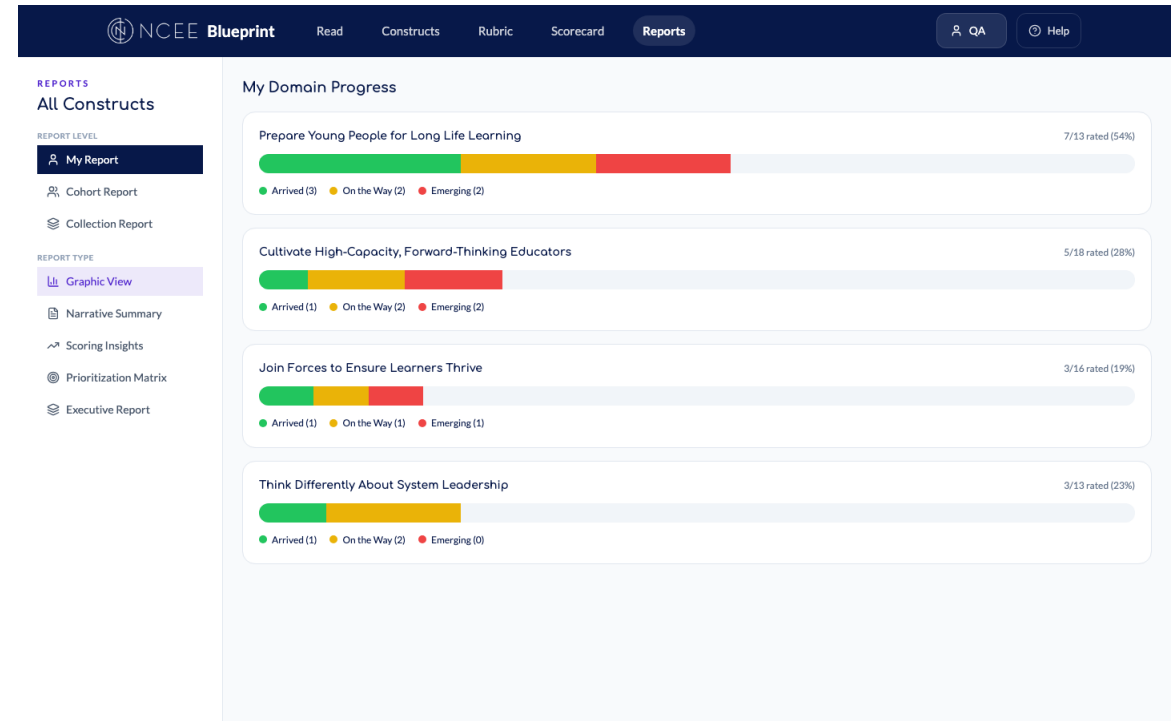 NCEE Blueprint
Read
Constructs
Rubric
Scorecard
Reports
QA
Help
REPORTS
All Constructs
REPORT LEVEL
My Report
Cohort Report
Collection Report
REPORT TYPE
Graphic View
Narrative Summary
Scoring Insights
Prioritization Matrix
Executive Report
My Domain Progress
Prepare Young People for Long Life Learning
7/13 rated (54%)
Arrived (3) On the Way (2) Emerging (2)
Cultivate High-Capacity, Forward-Thinking Educators
5/18 rated (28%)
Arrived (1) On the Way (2) Emerging (2)
Join Forces to Ensure Learners Thrive
3/16 rated (19%)
Arrived (1) On the Way (1) Emerging (1)
Think Differently About System Leadership
3/13 rated (23%)
Arrived (1) On the Way (2) Emerging (0)